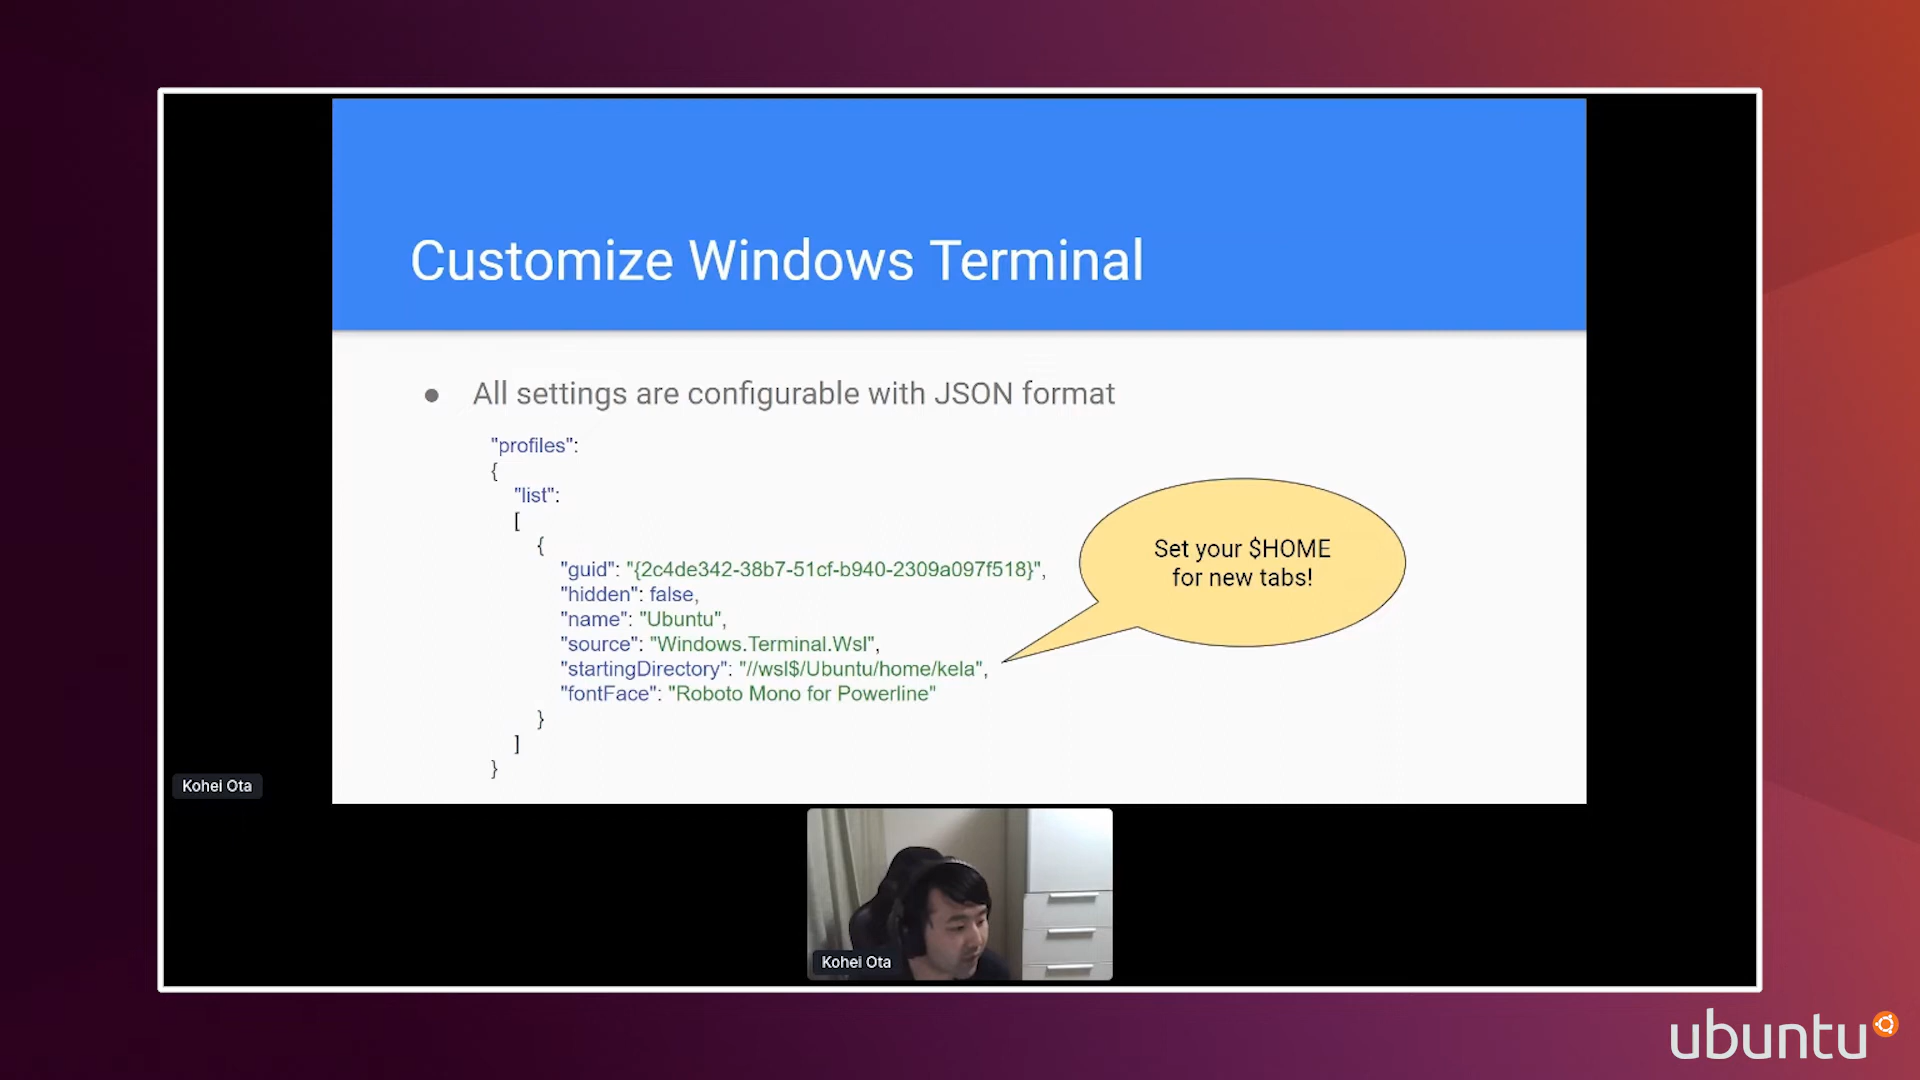 Customize Windows Terminal
● All settings are configurable with JSON format
"profiles":
{
"list":
[
{
"guid": "{2c4de342-38b7-51cf-b940-2309a097f518}",
"hidden": false,
"name": "Ubuntu",
"source": "Windows.Terminal.Wsl",
"startingDirectory": "//wsl$/Ubuntu/home/kela",
"fontFace": "Roboto Mono for Powerline"
}
]
}
Set your $HOME
for new tabs!
Kohei Ota
Kohei Ota
ubuntu